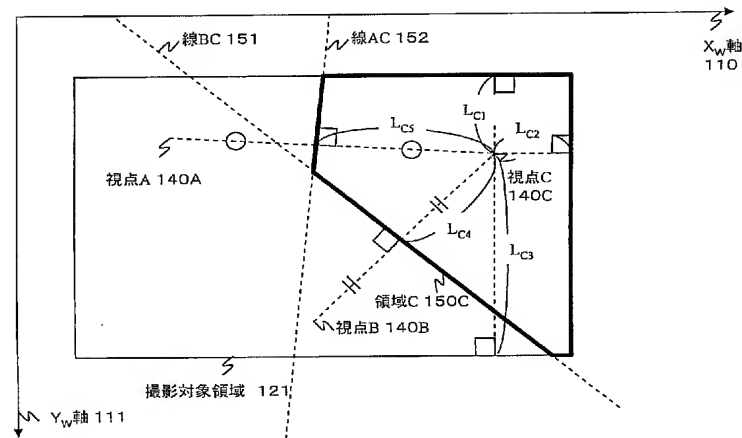 線BC 151
線AC 152
X_W軸
110
L_C1
L_C5
L_C2
視点A 140A
視点C
140C
L_C4
L_C3
領域C 150C
視点B 140B
撮影対象領域 121
Y_W軸 111